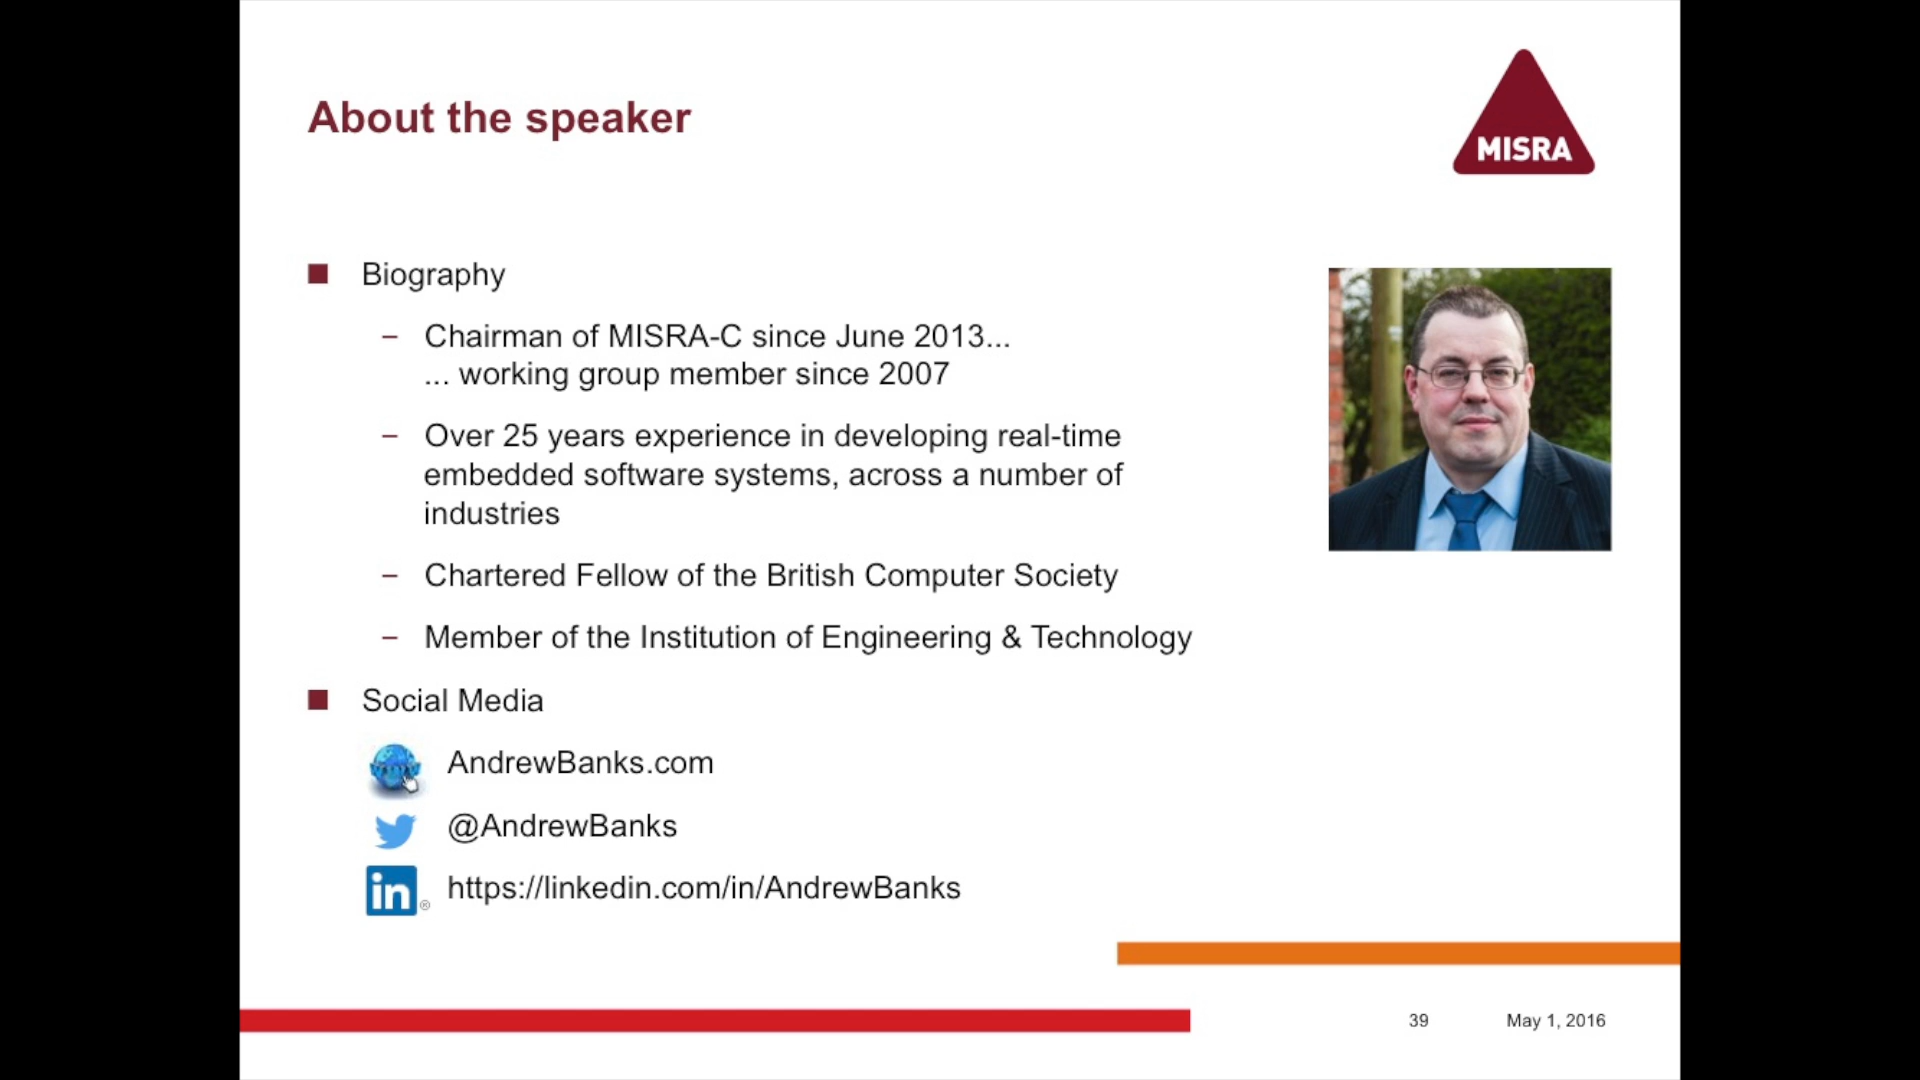 About the speaker
MISRA
Biography
– Chairman of MISRA-C since June 2013...
... working group member since 2007
– Over 25 years experience in developing real-time
embedded software systems, across a number of
industries
– Chartered Fellow of the British Computer Society
– Member of the Institution of Engineering & Technology
Social Media
AndrewBanks.com
@AndrewBanks
in ® https://linkedin.com/in/AndrewBanks
39 May 1, 2016